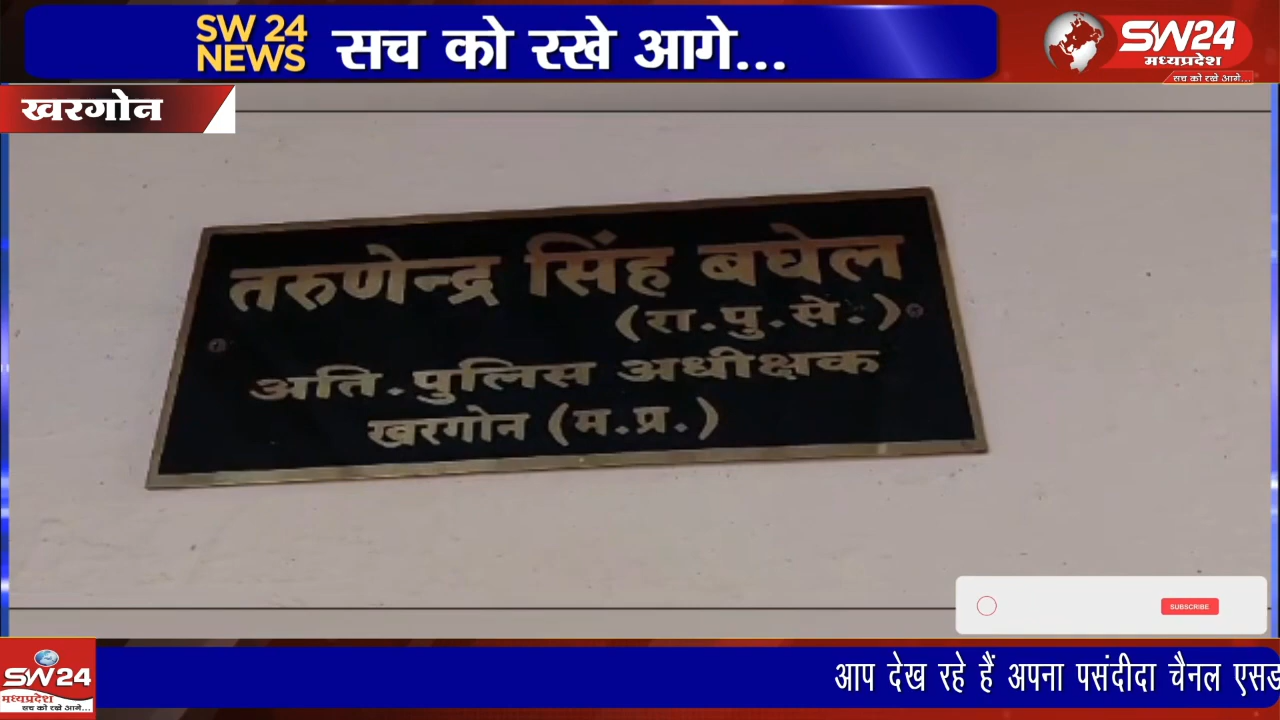 SW 24
NEWS
सच को रखे आगे...
SW24
मध्यप्रदेश
सच को रखे आगे...
खरगोन
तरुणेन्द्र सिंह बघेल
(रा.पु.से.)
अति.पुलिस अधीक्षक
खरगोन (म.प्र.)
SUBSCRIBE
SW24
मध्यप्रदेश
सच को रखे आगे...
आप देख रहे हैं अपना पसंदीदा चैनल एसड